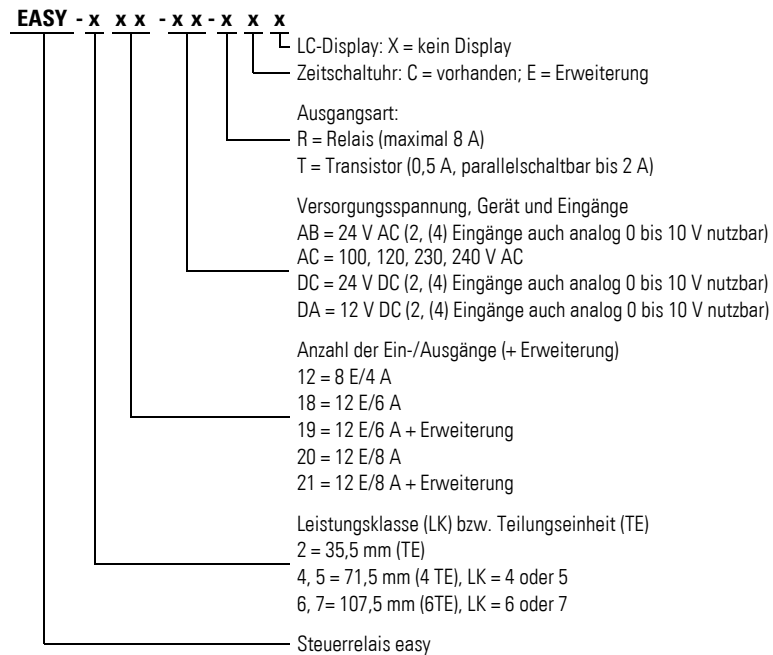 EASY - x x x - x x - x x x
LC-Display: X = kein Display
Zeitschaltuhr: C = vorhanden; E = Erweiterung
Ausgangsart:
R = Relais (maximal 8 A)
T = Transistor (0,5 A, parallelschaltbar bis 2 A)
Versorgungsspannung, Gerät und Eingänge
AB = 24 V AC (2, (4) Eingänge auch analog 0 bis 10 V nutzbar)
AC = 100, 120, 230, 240 V AC
DC = 24 V DC (2, (4) Eingänge auch analog 0 bis 10 V nutzbar)
DA = 12 V DC (2, (4) Eingänge auch analog 0 bis 10 V nutzbar)
Anzahl der Ein-/Ausgänge (+ Erweiterung)
12 = 8 E/4 A
18 = 12 E/6 A
19 = 12 E/6 A + Erweiterung
20 = 12 E/8 A
21 = 12 E/8 A + Erweiterung
Leistungsklasse (LK) bzw. Teilungseinheit (TE)
2 = 35,5 mm (TE)
4, 5 = 71,5 mm (4 TE), LK = 4 oder 5
6, 7= 107,5 mm (6TE), LK = 6 oder 7
Steuerrelais easy